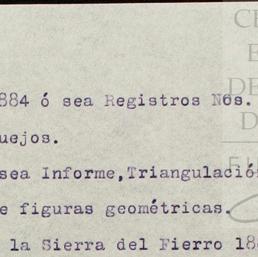 884 ó sea Registros Nos.
uejos.
sea Informe,Triangulació
e figuras geométricas.
la Sierra del Fierro 18